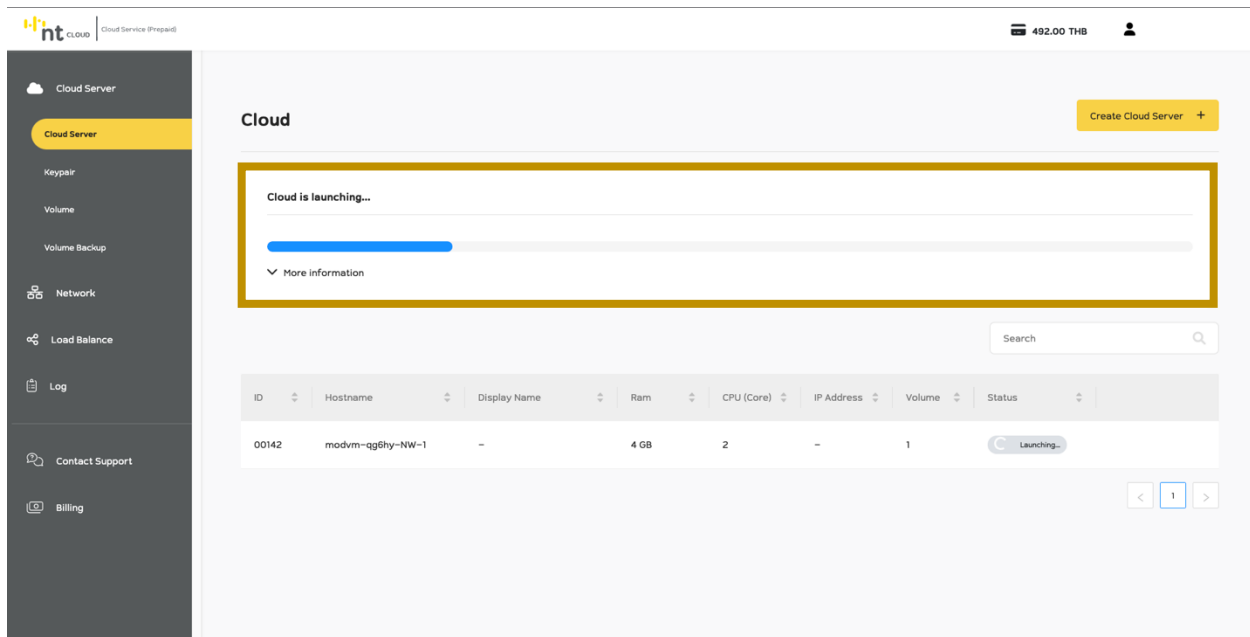 nt CLOUD Cloud Service (Prepaid)
492.00 THB
Cloud Server
Cloud Server
Keypair
Volume
Volume Backup
Network
Load Balance
Log
Contact Support
Billing
Cloud
Create Cloud Server +
Cloud is launching...
More information
Search
ID Hostname Display Name Ram CPU (Core) IP Address Volume Status
00142 modvm-qg6hy-NW-1 - 4 GB 2 - 1 Launching...
< 1 >